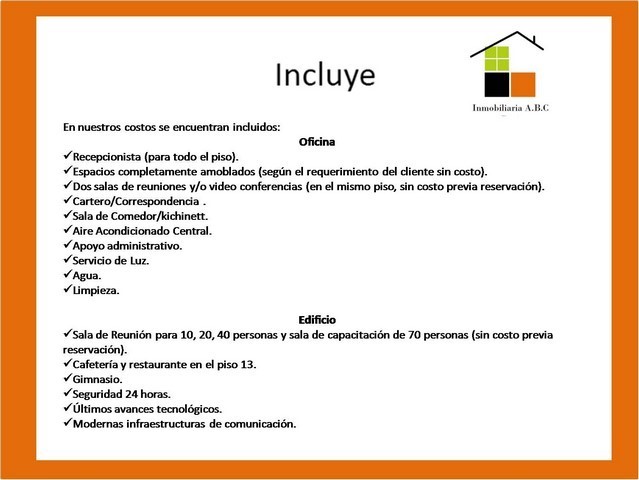 Incluye
Inmobiliaria A.B.C
En nuestros costos se encuentran incluidos:
Oficina
✓Recepcionista (para todo el piso).
✓Espacios completamente amoblados (según el requerimiento del cliente sin costo).
✓Dos salas de reuniones y/o video conferencias (en el mismo piso, sin costo previa reservación).
✓Cartero/Correspondencia .
✓Sala de Comedor/kichinett.
✓Aire Acondicionado Central.
✓Apoyo administrativo.
✓Servicio de Luz.
✓Agua.
✓Limpieza.
Edificio
✓Sala de Reunión para 10, 20, 40 personas y sala de capacitación de 70 personas (sin costo previa
reservación).
✓Cafetería y restaurante en el piso 13.
✓Gimnasio.
✓Seguridad 24 horas.
✓Últimos avances tecnológicos.
✓Modernas infraestructuras de comunicación.